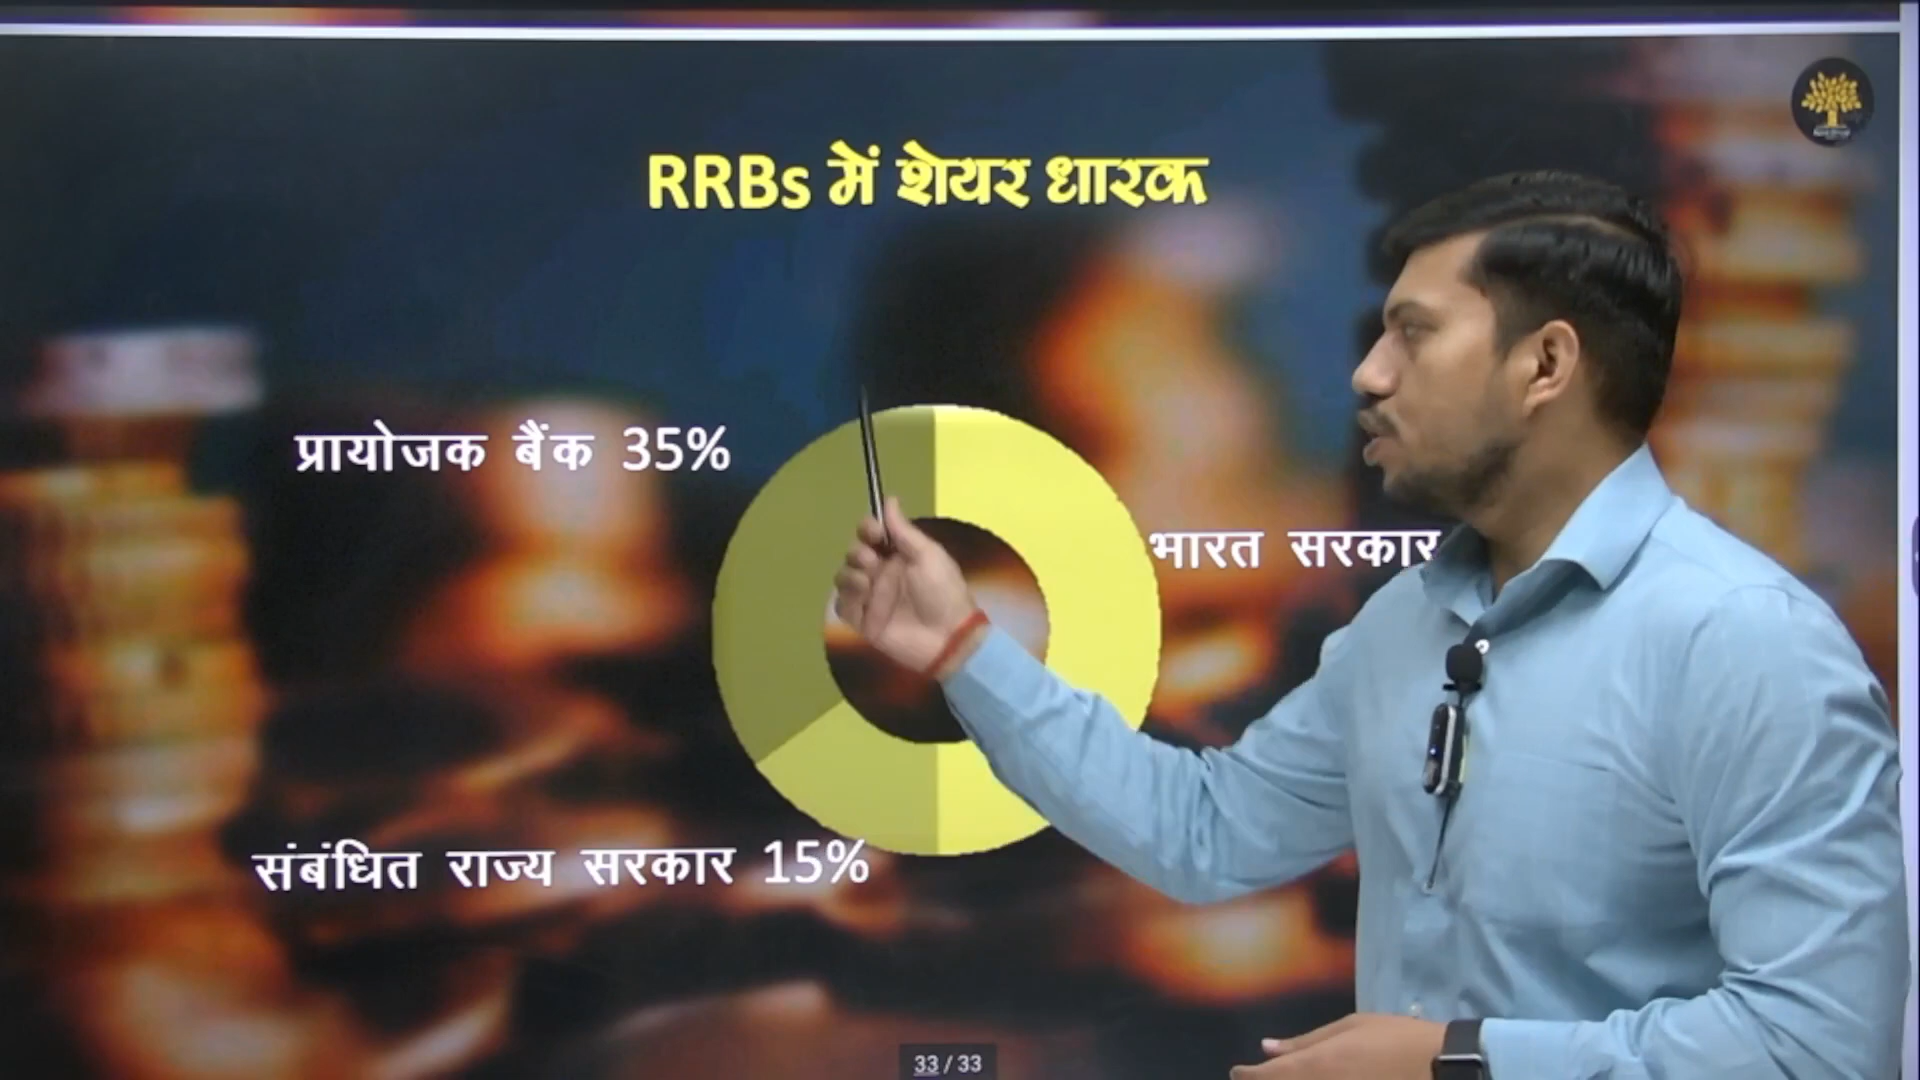 RRBs में शेयर धारक
प्रायोजक बैंक 35%
भारत सरकार
संबंधित राज्य सरकार 15%
33 / 33